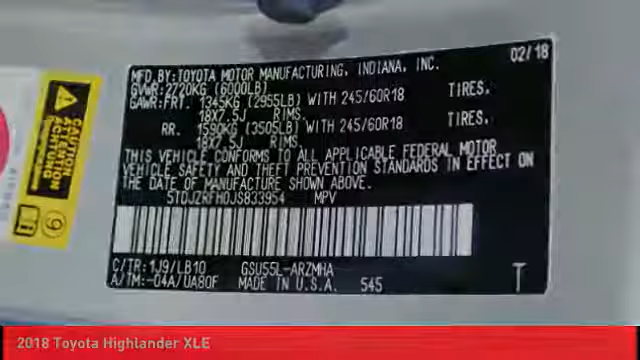 MFD.BY:TOYOTA MOTOR MANUFACTURING, INDIANA, INC. 02/18
GVWR:2720KG (6000LB)
GAWR:FRT. 1345KG (2955LB) WITH 245/60R18 TIRES,
18X7.5J RIMS
RR. 1590KG (3505LB) WITH 245/60R18 TIRES,
18X7.5J RIMS
THIS VEHICLE CONFORMS TO ALL APPLICABLE FEDERAL MOTOR
VEHICLE SAFETY AND THEFT PREVENTION STANDARDS IN EFFECT ON
THE DATE OF MANUFACTURE SHOWN ABOVE.
5TDJZRFH0JS833954 MPV
C/TR:1J9/LB10 GSU55L-ARZMHA
A/TM:-04A/UA80F MADE IN U.S.A. 545 T
CAUTION
ATTENTION
2018 Toyota Highlander XLE